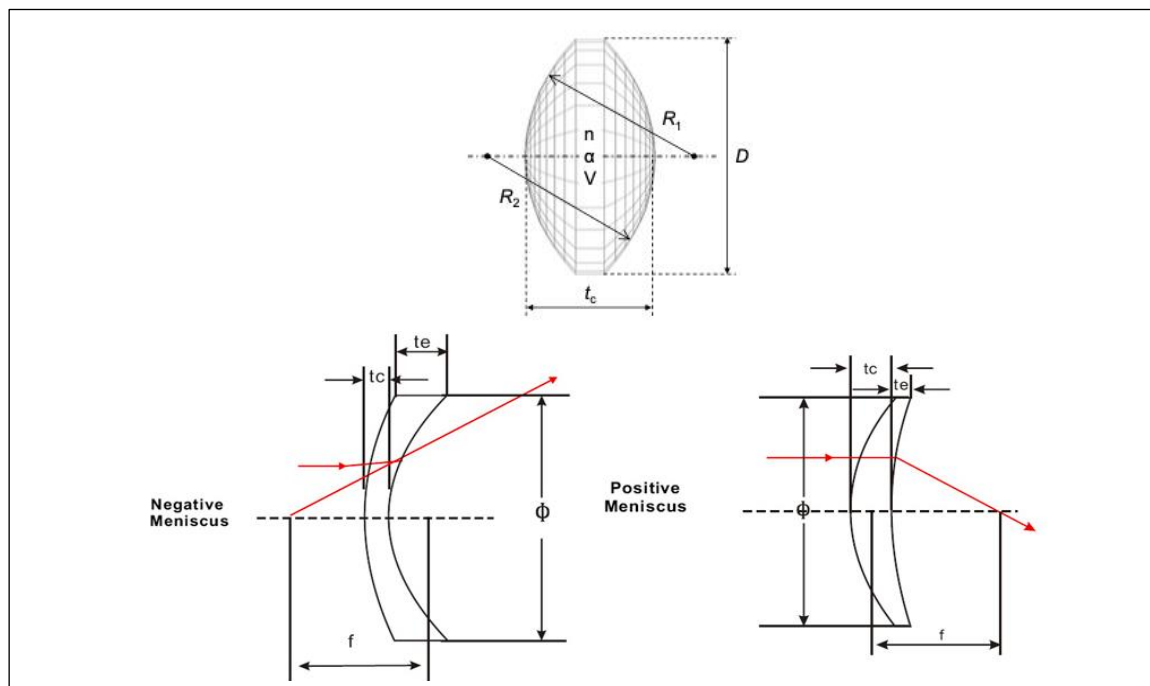 R1
n
α
V
D
R2
tc
te
tc
Negative
Meniscus
ϕ
f
tc
te
Positive
Meniscus
ϕ
f